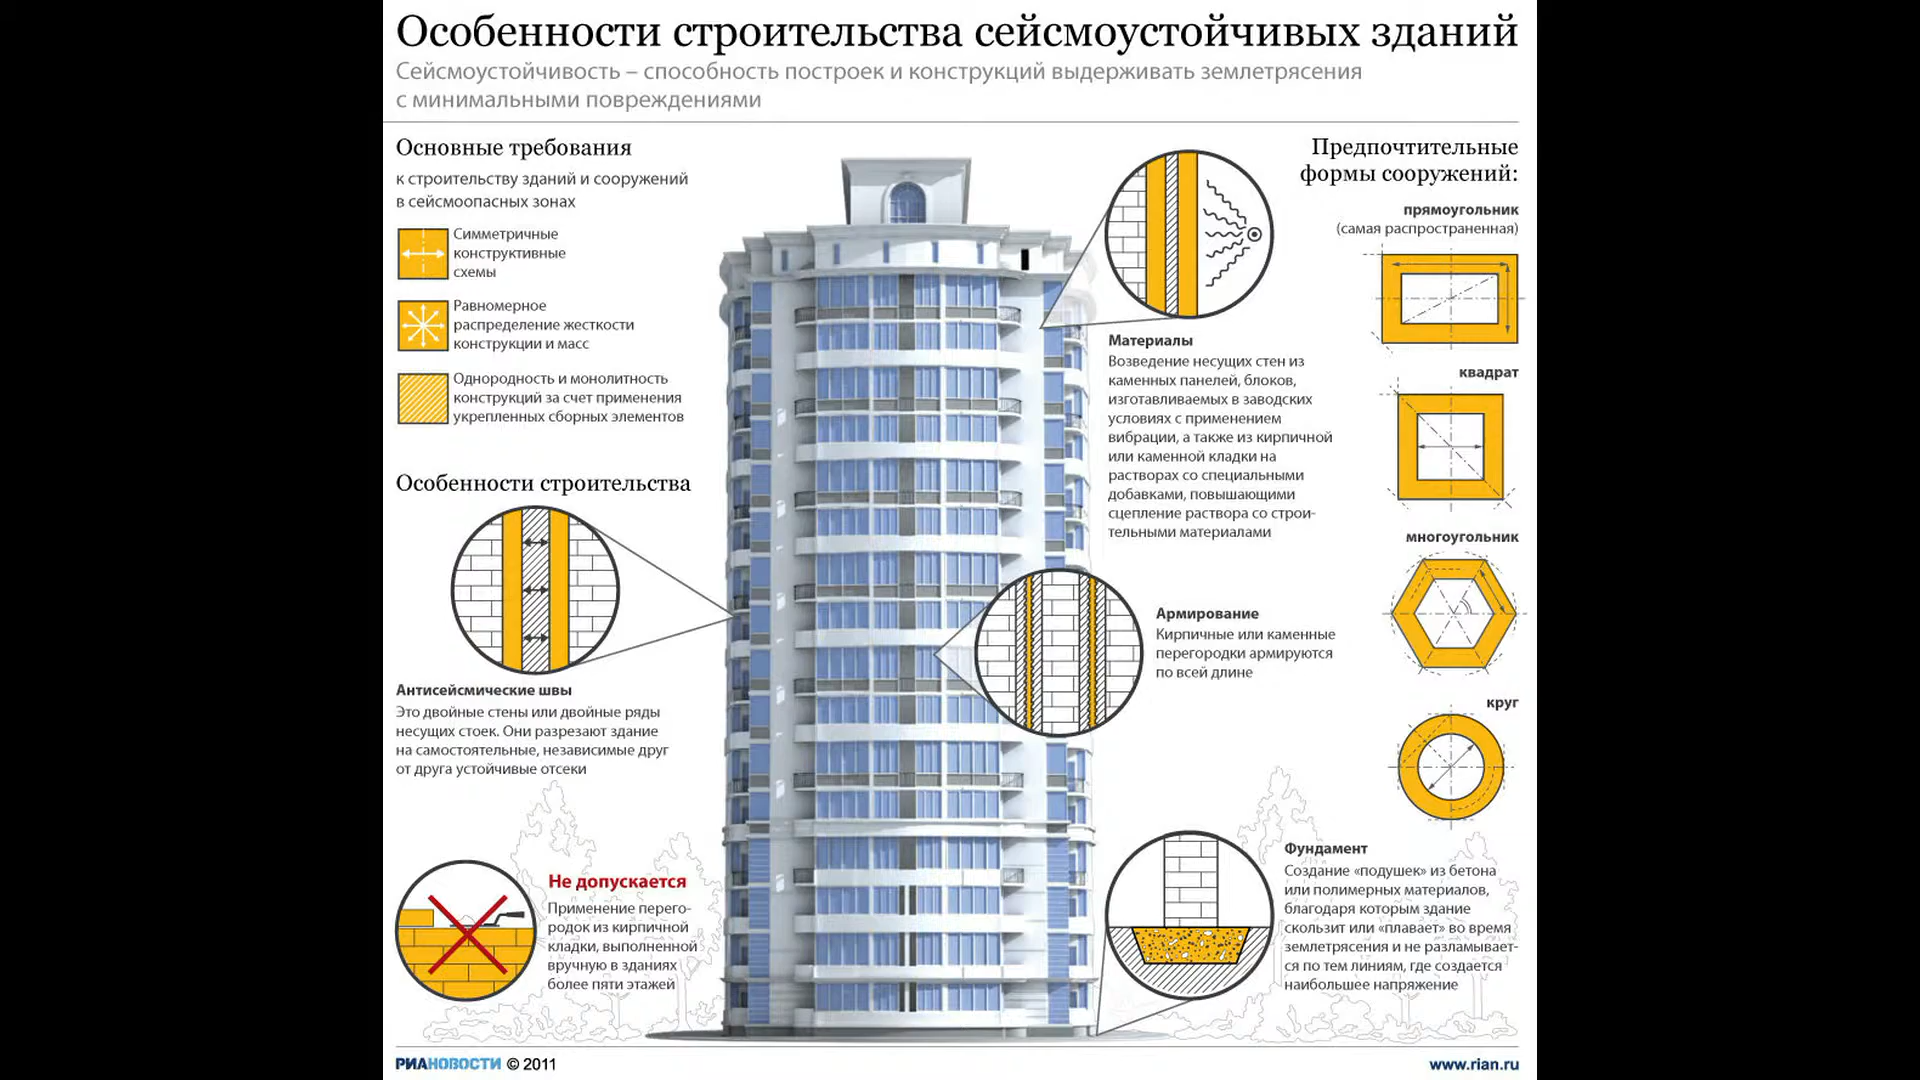 Особенности строительства сейсмоустойчивых зданий
Сейсмоустойчивость – способность построек и конструкций выдерживать землетрясения
с минимальными повреждениями
Основные требования
к строительству зданий и сооружений
в сейсмоопасных зонах
Симметричные
конструктивные
схемы
Равномерное
распределение жесткости
конструкции и масс
Однородность и монолитность
конструкций за счет применения
укрепленных сборных элементов
Особенности строительства
Антисейсмические швы
Это двойные стены или двойные ряды
несущих стоек. Они разрезают здание
на самостоятельные, независимые друг
от друга устойчивые отсеки
Не допускается
Применение перего-
родок из кирпичной
кладки, выполненной
вручную в зданиях
более пяти этажей
Материалы
Возведение несущих стен из
каменных панелей, блоков,
изготавливаемых в заводских
условиях с применением
вибрации, а также из кирпичной
или каменной кладки на
растворах со специальными
добавками, повышающими
сцепление раствора со строи-
тельными материалами
Армирование
Кирпичные или каменные
перегородки армируются
по всей длине
Фундамент
Создание «подушек» из бетона
или полимерных материалов,
благодаря которым здание
скользит или «плавает» во время
землетрясения и не разламывает-
ся по тем линиям, где создается
наибольшее напряжение
Предпочтительные
формы сооружений:
прямоугольник
(самая распространенная)
квадрат
многоугольник
круг
РИАНОВОСТИ © 2011
www.rian.ru